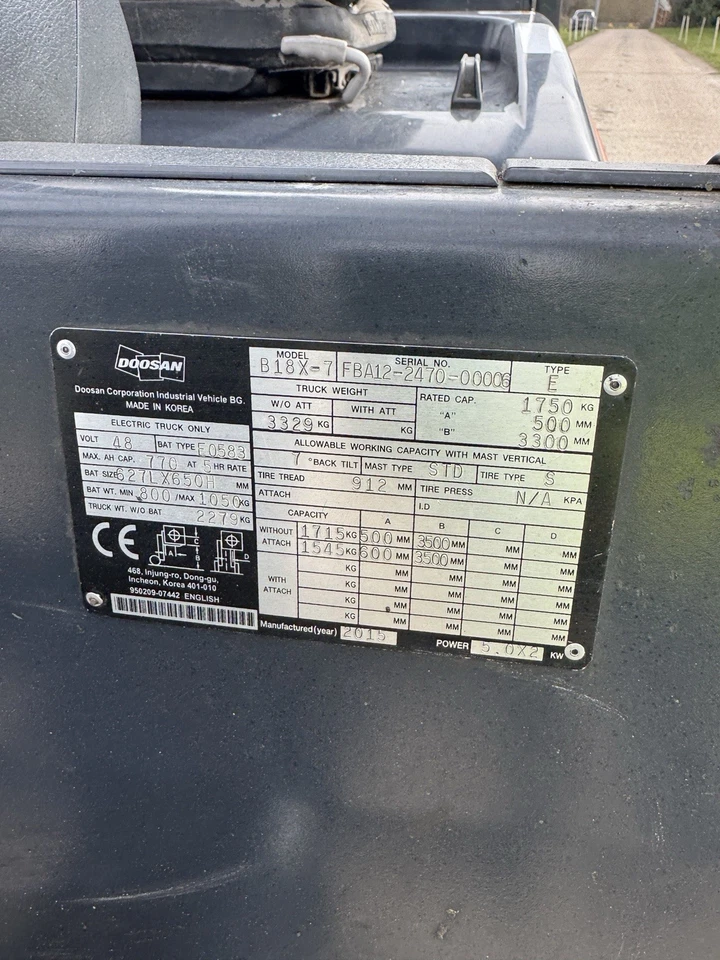 DOOSAN
Doosan Corporation Industrial Vehicle BG.
MADE IN KOREA
ELECTRIC TRUCK ONLY
VOLT 48 BAT TYPE F0583
MAX. AH CAP. 770 AT 5 HR RATE
BAT SIZE 627LX650H MM
BAT WT. MIN 800 /MAX 1050 KG
TRUCK WT. W/O BAT 2279 KG
CE
A C B D
468, Injung-ro, Dong-gu,
Incheon, Korea 401-010
950209-07442 ENGLISH
MODEL SERIAL NO. TYPE
B18X-7 FBA12-2470-00006 E
TRUCK WEIGHT
W/O ATT WITH ATT
3329 KG KG
RATED CAP. 1750 KG
"A" 500 MM
"B" 3300 MM
ALLOWABLE WORKING CAPACITY WITH MAST VERTICAL
7 °BACK TILT MAST TYPE STD TIRE TYPE S
TIRE TREAD 912 MM TIRE PRESS N/A KPA
ATTACH I.D
CAPACITY A B C D
WITHOUT ATTACH 1715 KG 500 MM 3500 MM MM MM
1545 KG 600 MM 3500 MM MM MM
KG MM MM MM MM
WITH ATTACH KG MM MM MM MM
KG MM MM MM MM
KG MM MM MM MM
Manufactured (year) 2015 POWER 5.0X2 KW